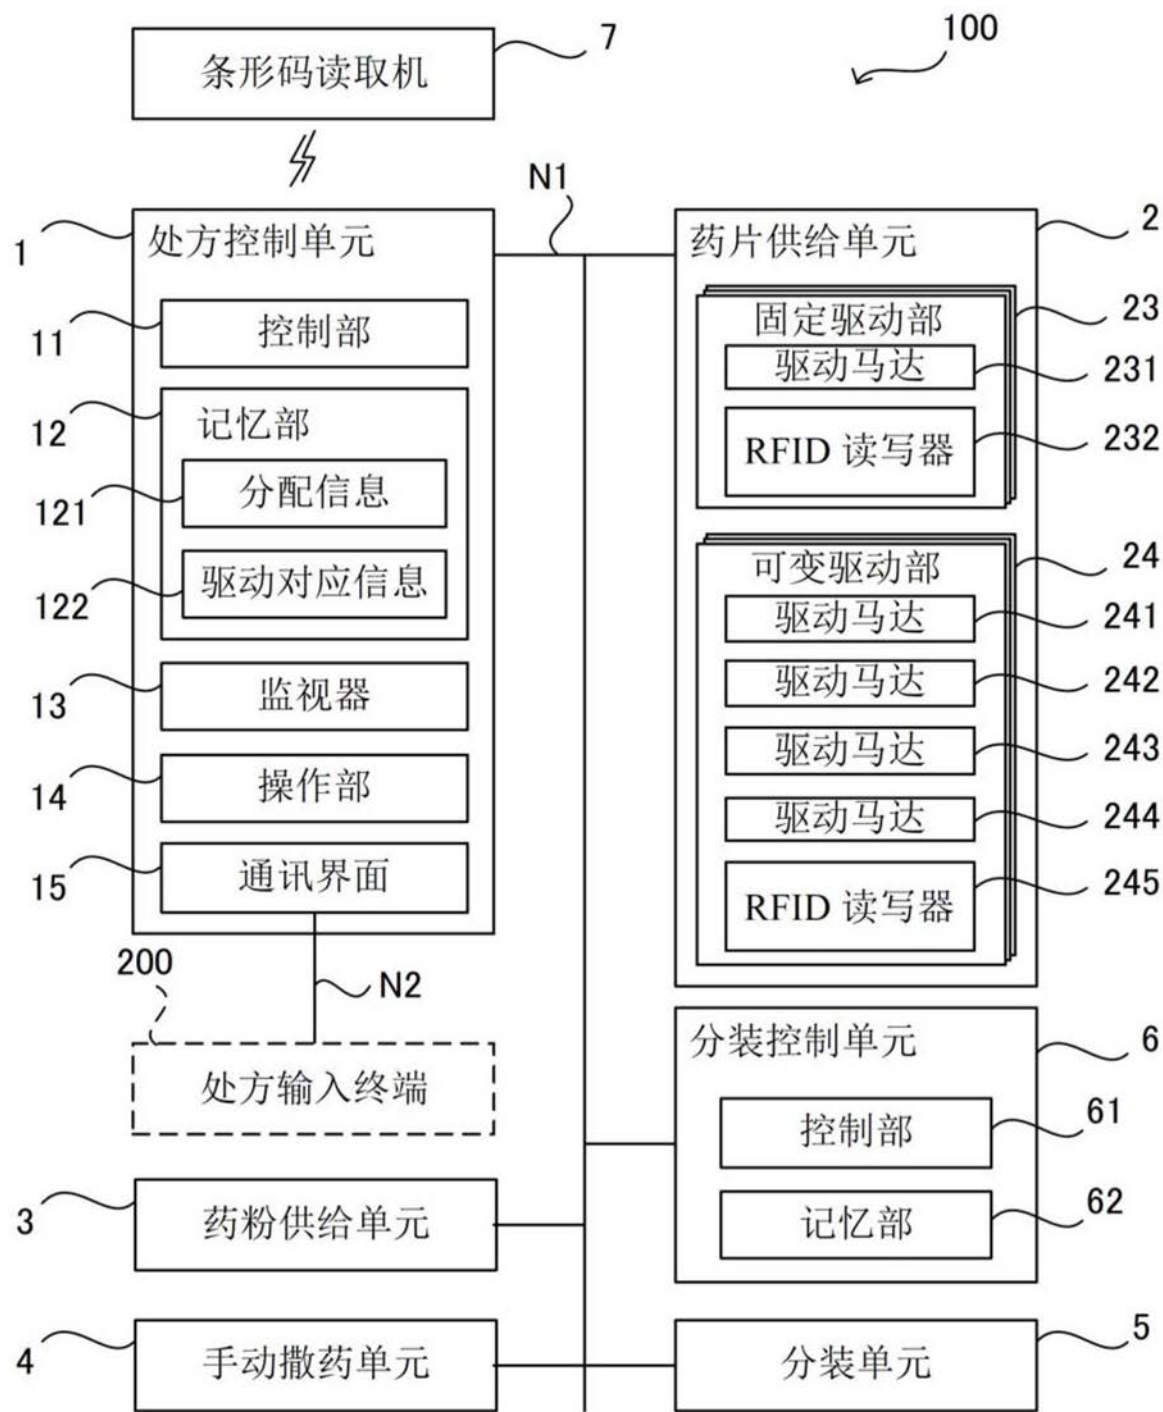 条形码读取机
7
100
N1
1
处方控制单元
11
控制部
12
记忆部
121
分配信息
122
驱动对应信息
13
监视器
14
操作部
15
通讯界面
N2
200
处方输入终端
3
药粉供给单元
4
手动撒药单元
2
药片供给单元
23
固定驱动部
驱动马达
231
RFID 读写器
232
24
可变驱动部
驱动马达
241
驱动马达
242
驱动马达
243
驱动马达
244
RFID 读写器
245
6
分装控制单元
控制部
61
记忆部
62
分装单元
5